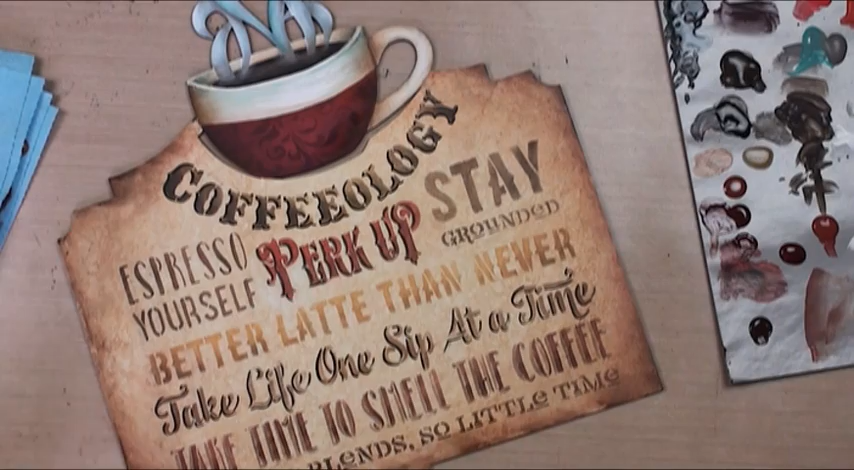 COFFEEOLOGY
STAY
GROUNDED
ESPRESSO
YOURSELF
PERK UP
BETTER LATTE THAN NEVER
Take Life One Sip At a Time
TAKE TIME TO SMELL THE COFFEE
BLENDS, SO LITTLE TIME